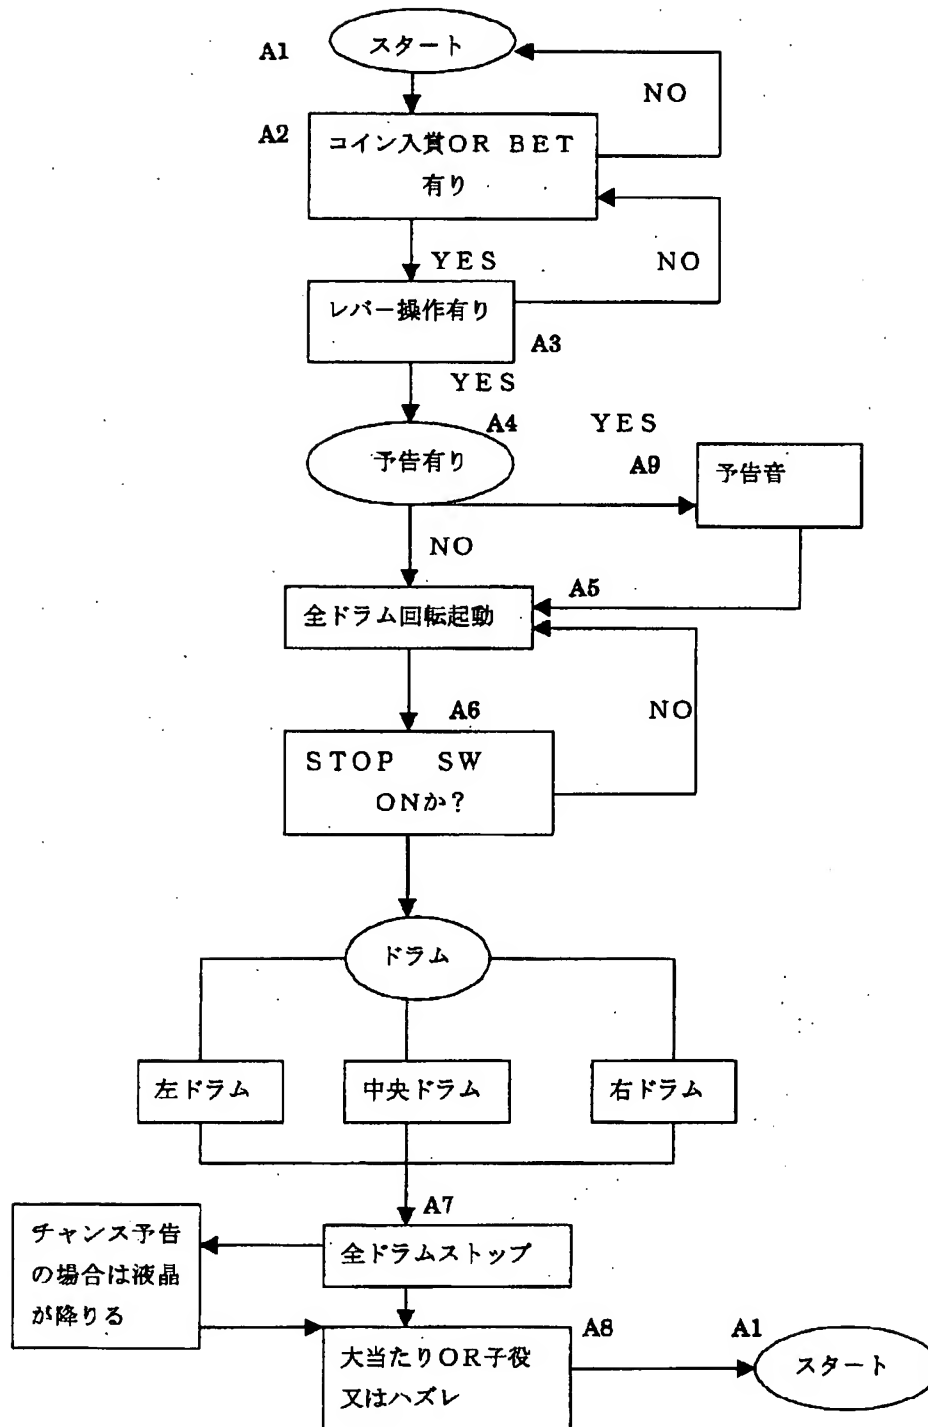 A1
スタート
NO
A2
コイン入賞OR BET
有り
YES
NO
レバー操作有り
A3
YES
A4
YES
予告有り
A9
予告音
NO
A5
全ドラム回転起動
A6
NO
STOP SW
ONか?
ドラム
左ドラム
中央ドラム
右ドラム
A7
チャンス予告
の場合は液晶
が降りる
全ドラムストップ
A8
A1
大当たりOR子役
又はハズレ
スタート